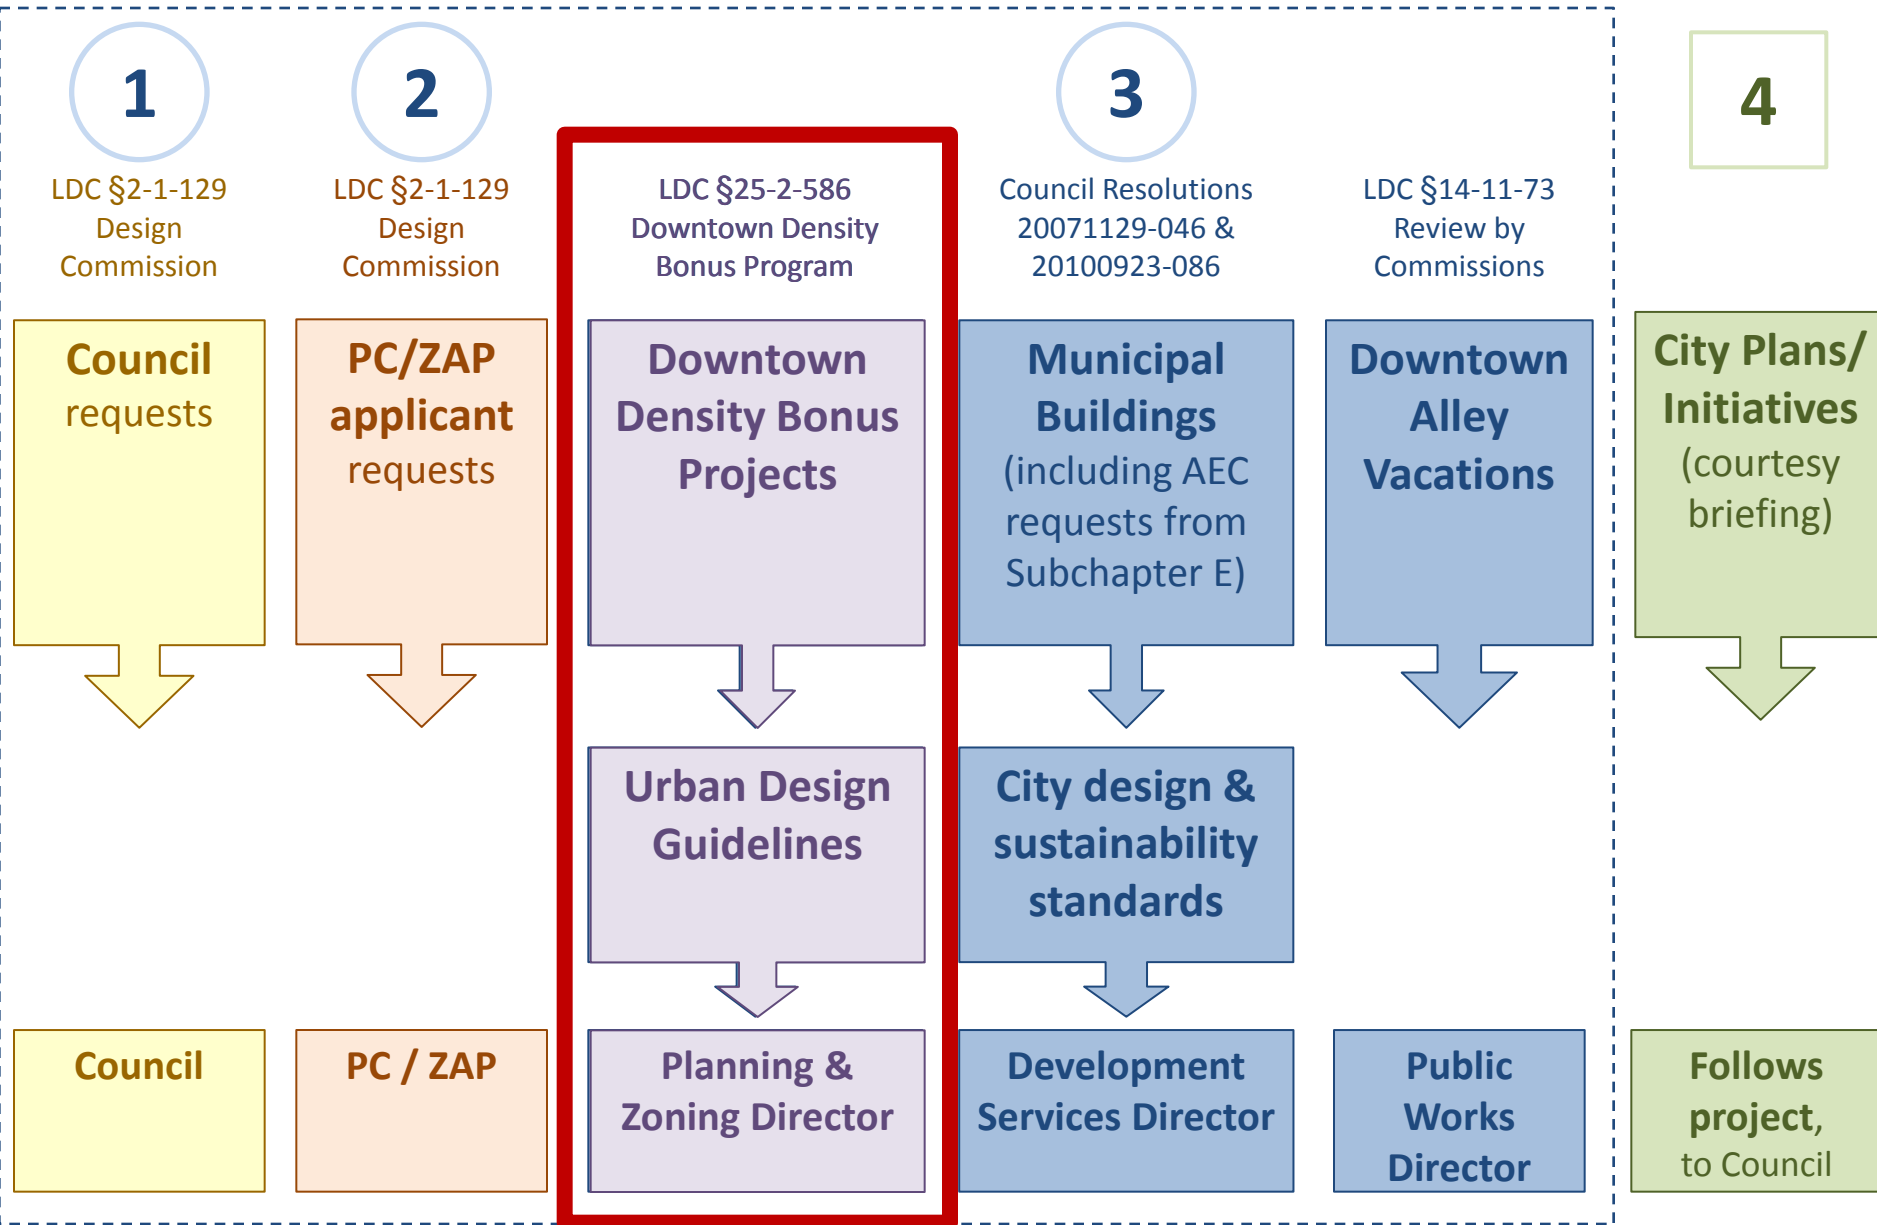 1
LDC §2-1-129
Design
Commission
Council
requests
Council
2
LDC §2-1-129
Design
Commission
PC/ZAP
applicant
requests
PC / ZAP
LDC §25-2-586
Downtown Density
Bonus Program
Downtown
Density Bonus
Projects
Urban Design
Guidelines
Planning &
Zoning Director
3
Council Resolutions
20071129-046 &
20100923-086
Municipal
Buildings
(including AEC
requests from
Subchapter E)
City design &
sustainability
standards
Development
Services Director
LDC §14-11-73
Review by
Commissions
Downtown
Alley
Vacations
Public
Works
Director
4
City Plans/
Initiatives
(courtesy
briefing)
Follows
project,
to Council